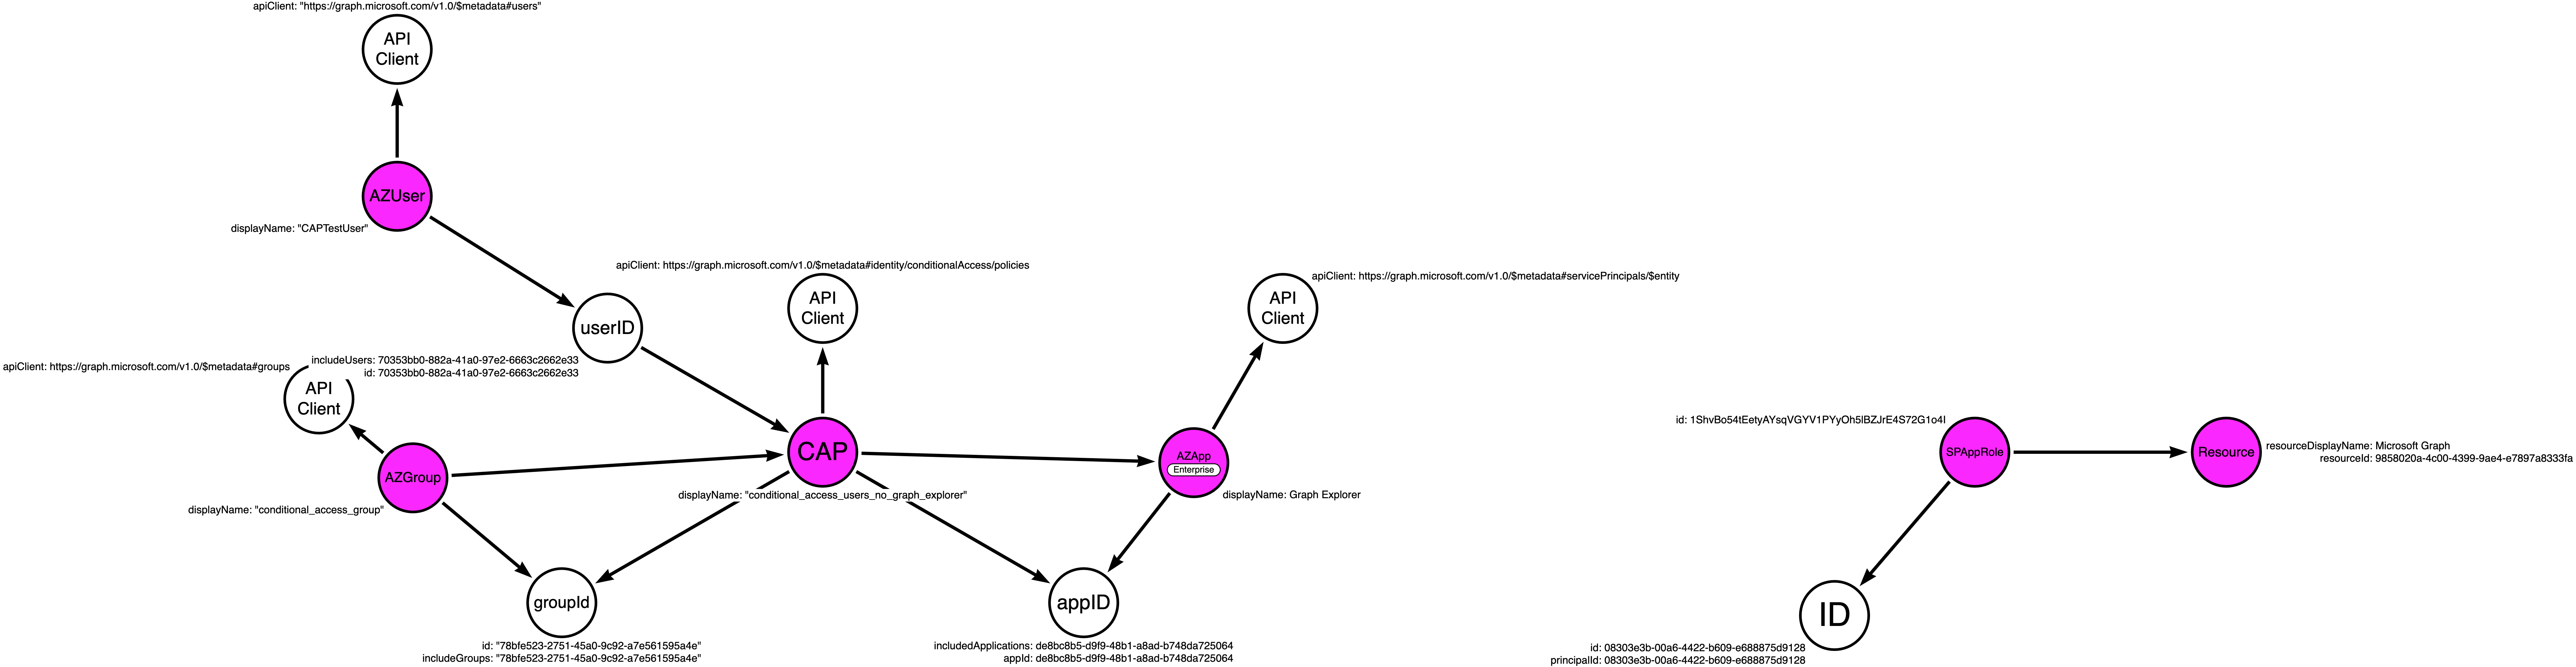 apiClient: "https://graph.microsoft.com/v1.0/$metadata#users"
API
Client
AZUser
displayName: "CAPTestUser"
userID
includeUsers: 70353bb0-882a-41a0-97e2-6663c2662e33
id: 70353bb0-882a-41a0-97e2-6663c2662e33
apiClient: https://graph.microsoft.com/v1.0/$metadata#groups
API
Client
AZGroup
displayName: "conditional_access_group"
groupId
id: "78bfe523-2751-45a0-9c92-a7e561595a4e"
includeGroups: "78bfe523-2751-45a0-9c92-a7e561595a4e"
apiClient: https://graph.microsoft.com/v1.0/$metadata#identity/conditionalAccess/policies
API
Client
CAP
displayName: "conditional_access_users_no_graph_explorer"
apiClient: https://graph.microsoft.com/v1.0/$metadata#servicePrincipals/$entity
API
Client
AZApp
Enterprise
displayName: Graph Explorer
appID
includedApplications: de8bc8b5-d9f9-48b1-a8ad-b748da725064
appId: de8bc8b5-d9f9-48b1-a8ad-b748da725064
id: 1ShvBo54tEetyAYsqVGYV1PYyOh5lBZJrE4S72G1o4I
SPAppRole
Resource
resourceDisplayName: Microsoft Graph
resourceId: 9858020a-4c00-4399-9ae4-e7897a8333fa
ID
id: 08303e3b-00a6-4422-b609-e688875d9128
principalId: 08303e3b-00a6-4422-b609-e688875d9128